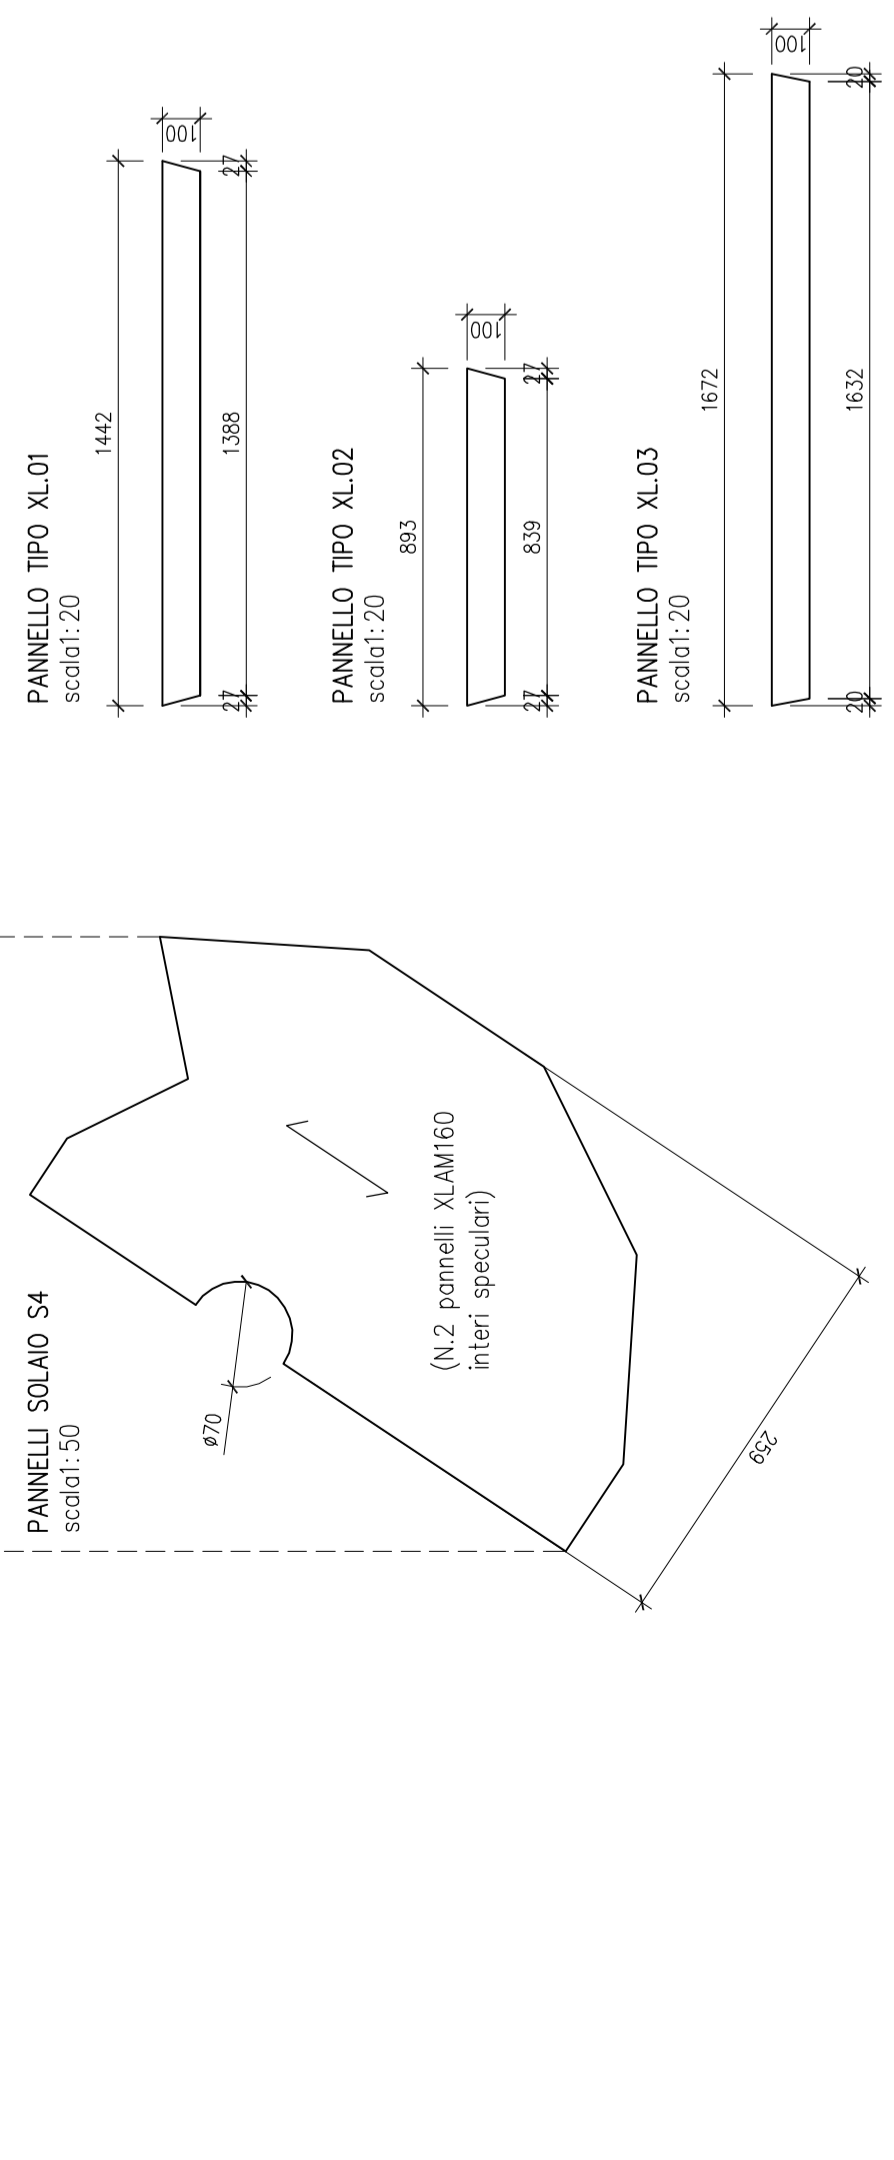 PANNELLI SOLAIO S4
scala1:50
ø70
(N.2 pannelli XLAM160
interi speculari)
259
PANNELLO TIPO XL.01
scala1:20
1442
100
27
1388
27
PANNELLO TIPO XL.02
scala1:20
893
100
27
839
27
PANNELLO TIPO XL.03
scala1:20
1672
100
20
1632
20